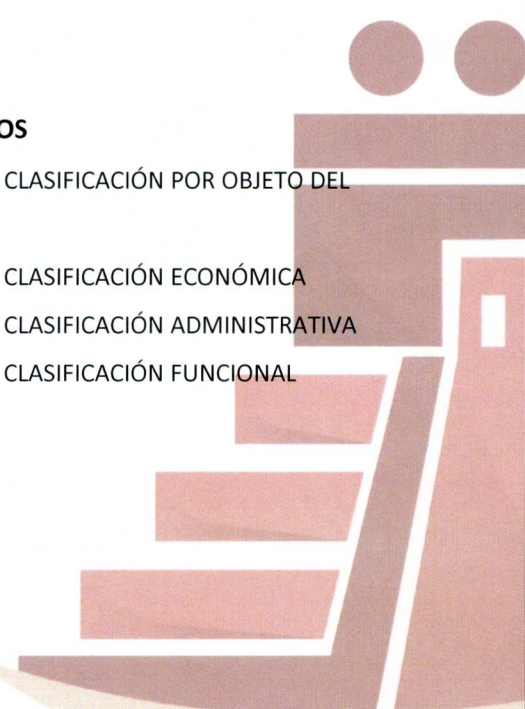 OS
CLASIFICACIÓN POR OBJETO DEL
CLASIFICACIÓN ECONÓMICA
CLASIFICACIÓN ADMINISTRATIVA
CLASIFICACIÓN FUNCIONAL